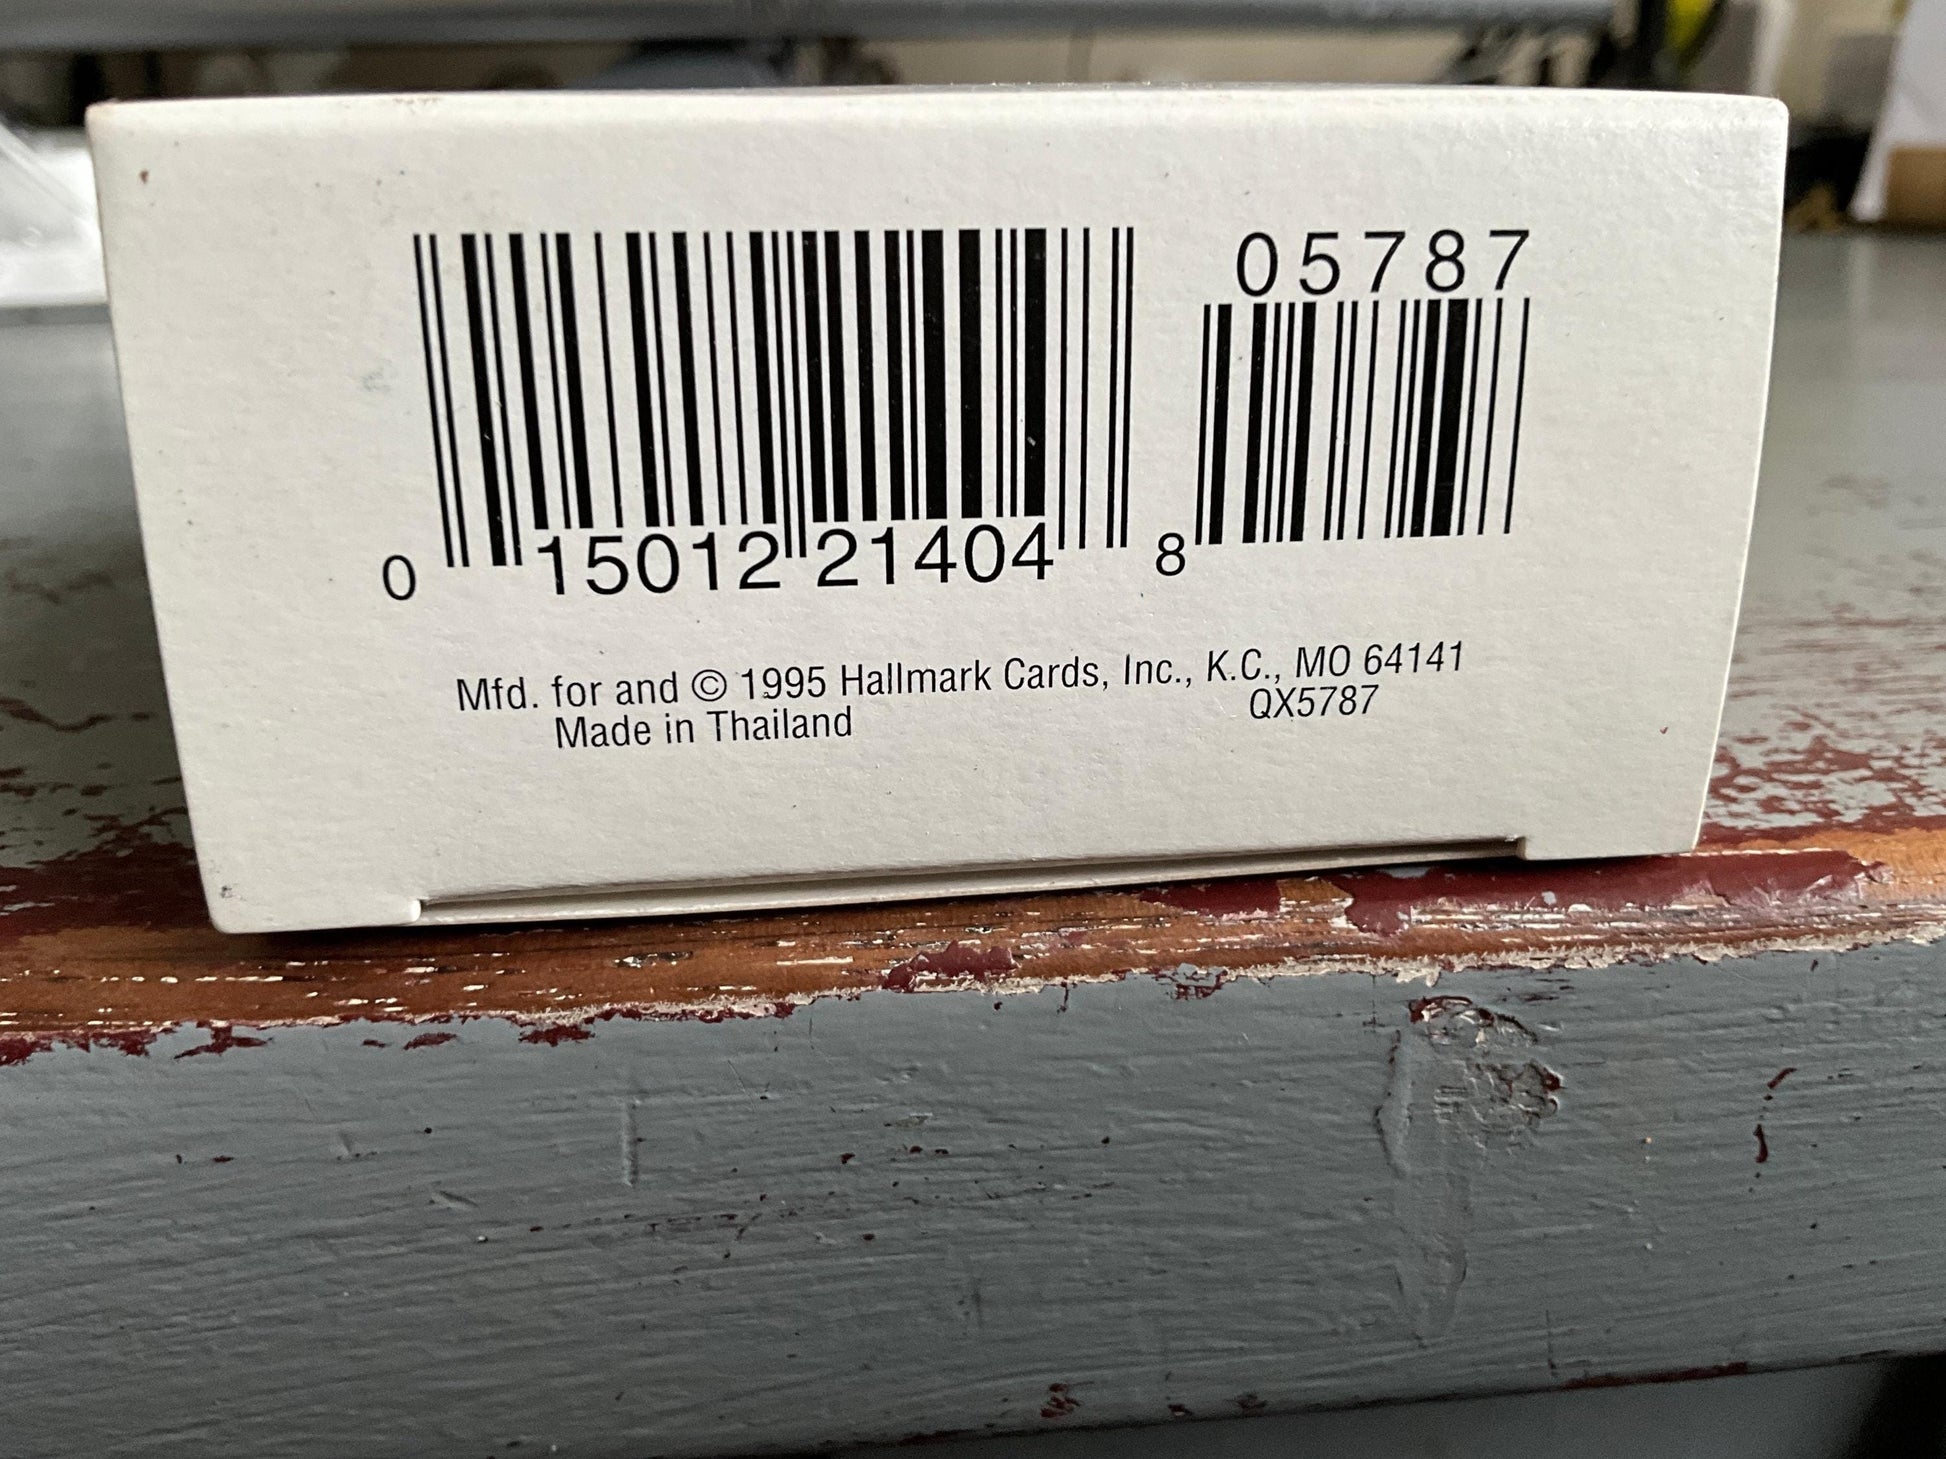 05787
0 15012 21404 8
Mfd. for and © 1995 Hallmark Cards, Inc., K.C., MO 64141
Made in Thailand QX5787